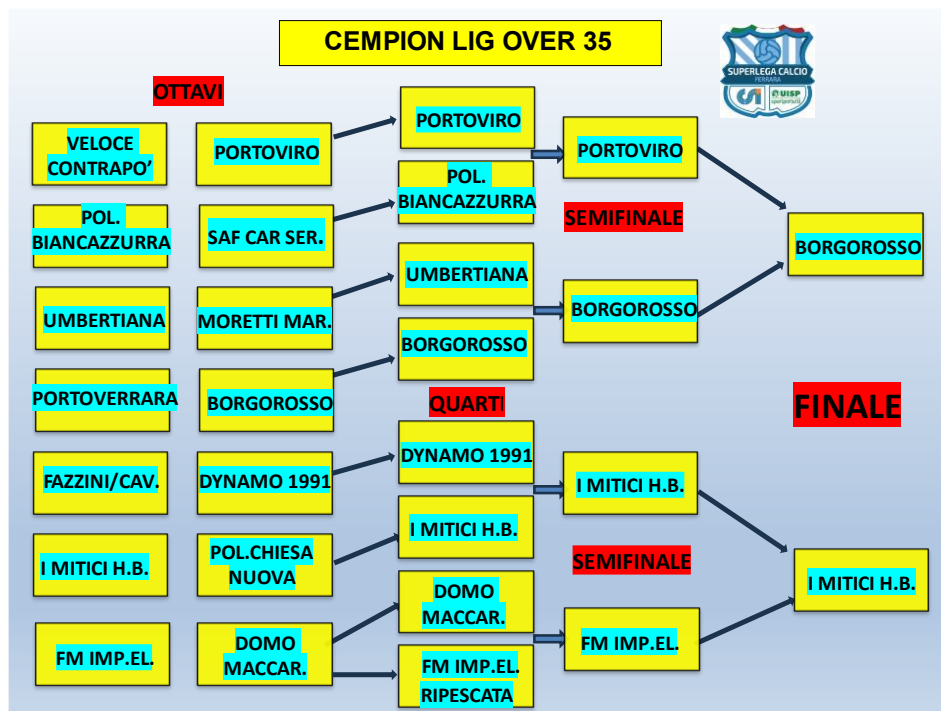 CEMPION LIG OVER 35
SUPERLEGA CALCIO
FERRARA
CSI
UISP
sportpertutti
OTTAVI
VELOCE
CONTRAPO'
PORTOVIRO
PORTOVIRO
PORTOVIRO
POL.
BIANCAZZURRA
SAF CAR SER.
POL.
BIANCAZZURRA
SEMIFINALE
BORGOROSSO
UMBERTIANA
MORETTI MAR.
UMBERTIANA
BORGOROSSO
PORTOVERRARA
BORGOROSSO
BORGOROSSO
QUARTI
FINALE
FAZZINI/CAV.
DYNAMO 1991
DYNAMO 1991
I MITICI H.B.
I MITICI H.B.
POL.CHIESA
NUOVA
I MITICI H.B.
SEMIFINALE
I MITICI H.B.
FM IMP.EL.
DOMO
MACCAR.
DOMO
MACCAR.
FM IMP.EL.
FM IMP.EL.
RIPESCATA